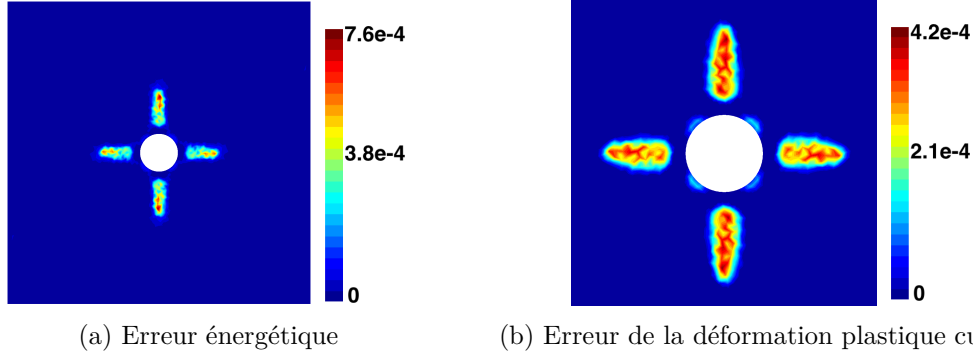 7.6e-4
3.8e-4
0
4.2e-4
2.1e-4
0
(a) Erreur énergétique
(b) Erreur de la déformation plastique cu